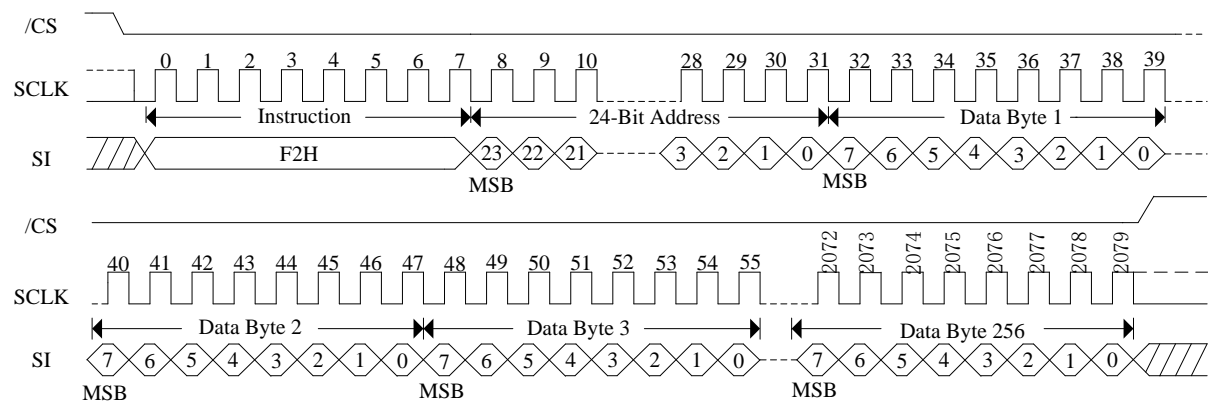 /CS
0 1 2 3 4 5 6 7 8 9 10 28 29 30 31 32 33 34 35 36 37 38 39
SCLK
Instruction 24-Bit Address Data Byte 1
SI F2H 23 22 21 3 2 1 0 7 6 5 4 3 2 1 0
MSB MSB
/CS
40 41 42 43 44 45 46 47 48 49 50 51 52 53 54 55 2072 2073 2074 2075 2076 2077 2078 2079
SCLK
Data Byte 2 Data Byte 3 Data Byte 256
SI 7 6 5 4 3 2 1 0 7 6 5 4 3 2 1 0 7 6 5 4 3 2 1 0
MSB MSB MSB